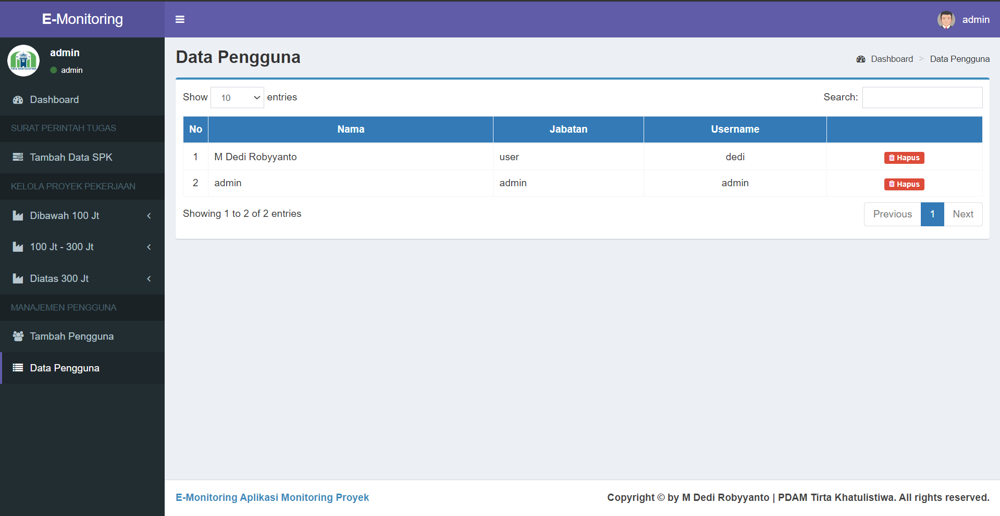 E-Monitoring
admin
admin
admin
TIRTA KHATULISTIWA
Dashboard
SURAT PERINTAH TUGAS
Tambah Data SPK
KELOLA PROYEK PEKERJAAN
Dibawah 100 Jt
100 Jt - 300 Jt
Diatas 300 Jt
MANAJEMEN PENGGUNA
Tambah Pengguna
Data Pengguna
Data Pengguna
Dashboard > Data Pengguna
Show 10 entries
Search:
No Nama Jabatan Username
1 M Dedi Robyyanto user dedi Hapus
2 admin admin admin Hapus
Showing 1 to 2 of 2 entries
Previous 1 Next
E-Monitoring Aplikasi Monitoring Proyek
Copyright © by M Dedi Robyyanto | PDAM Tirta Khatulistiwa. All rights reserved.